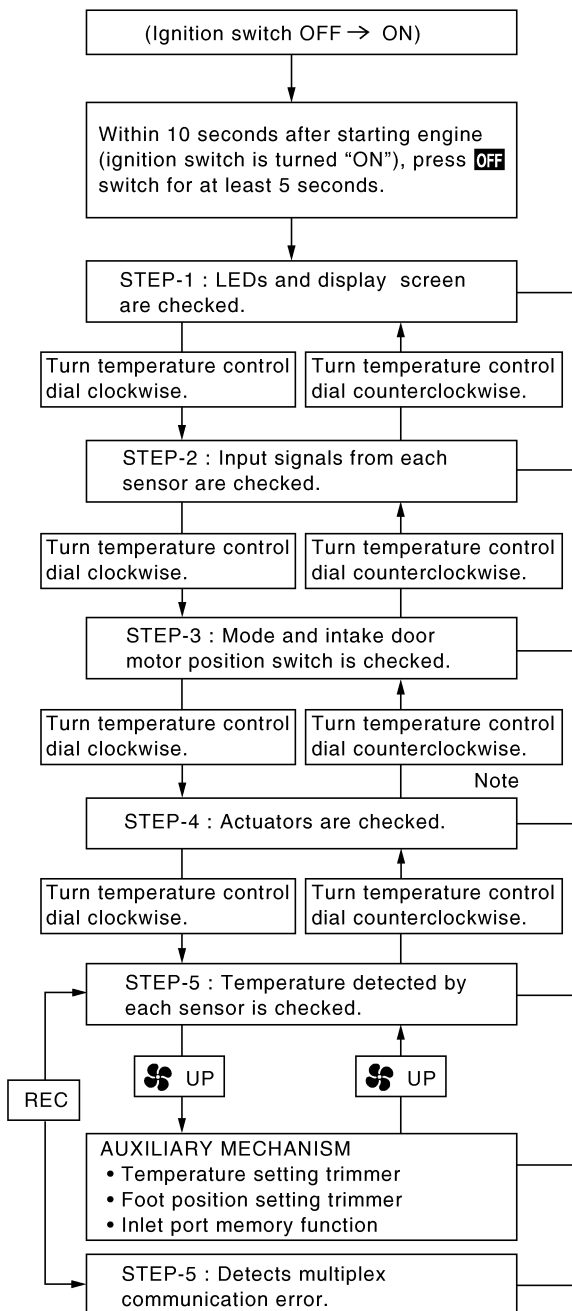 (Ignition switch OFF → ON)
Within 10 seconds after starting engine
(ignition switch is turned “ON”), press OFF
switch for at least 5 seconds.
STEP-1 : LEDs and display screen
are checked.
Turn temperature control
dial clockwise.
Turn temperature control
dial counterclockwise.
STEP-2 : Input signals from each
sensor are checked.
Turn temperature control
dial clockwise.
Turn temperature control
dial counterclockwise.
STEP-3 : Mode and intake door
motor position switch is checked.
Turn temperature control
dial clockwise.
Turn temperature control
dial counterclockwise.
Note
STEP-4 : Actuators are checked.
Turn temperature control
dial clockwise.
Turn temperature control
dial counterclockwise.
STEP-5 : Temperature detected by
each sensor is checked.
UP
UP
REC
AUXILIARY MECHANISM
• Temperature setting trimmer
• Foot position setting trimmer
• Inlet port memory function
STEP-5 : Detects multiplex
communication error.